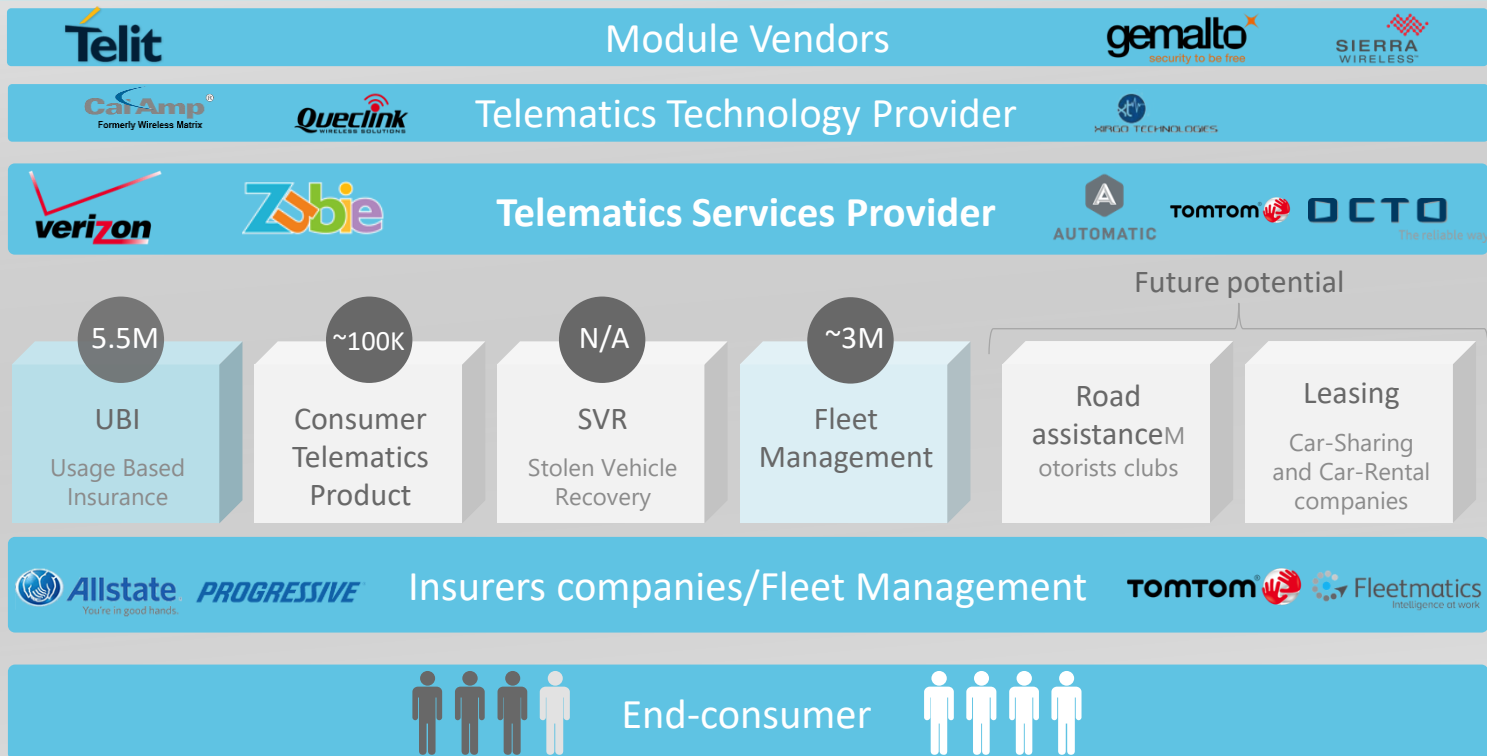 Telit
Module Vendors
gemalto
security to be free
SIERRA
WIRELESS™
CalAmp®
Formerly Wireless Matrix
Queclink
WIRELESS SOLUTIONS
Telematics Technology Provider
XT
XIRGO TECHNOLOGIES
verizon
Zubie
Telematics Services Provider
A
AUTOMATIC
TOMTOM
OCTO
The reliable way
Future potential
5.5M
~100K
N/A
~3M
UBI
Usage Based
Insurance
Consumer
Telematics
Product
SVR
Stolen Vehicle
Recovery
Fleet
Management
Road
assistanceM
otorists clubs
Leasing
Car-Sharing
and Car-Rental
companies
Allstate
You're in good hands.
PROGRESSIVE
Insurers companies/Fleet Management
TOMTOM®
Fleetmatics
Intelligence at work
End-consumer